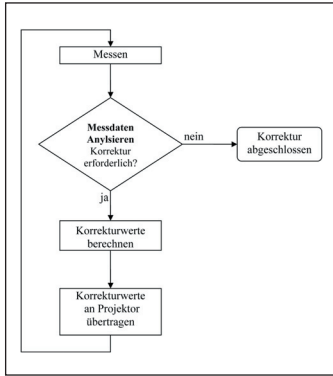 Messen
Messdaten
Anylsieren
Korrektur
erforderlich?
nein
Korrektur
abgeschlossen
ja
Korrekturwerte
berechnen
Korrekturwerte
an Projektor
übertragen